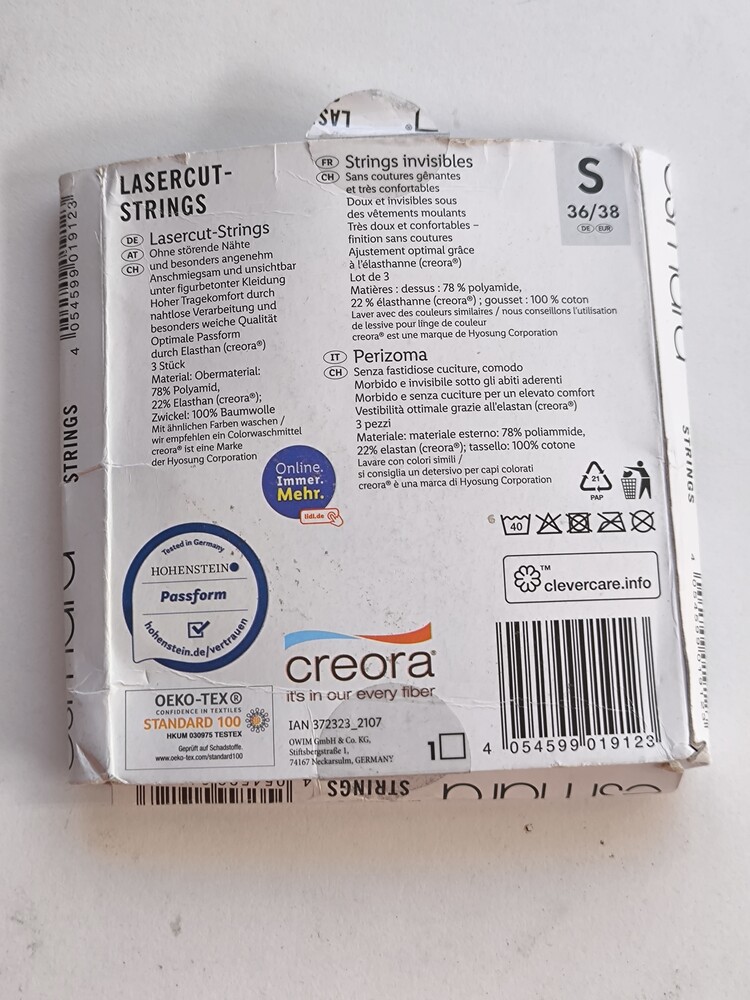 LASERCUT-
STRINGS
DE Lasercut-Strings
AT Ohne störende Nähte
CH und besonders angenehm
Anschmiegsam und unsichtbar
unter figurbetonter Kleidung
Hoher Tragekomfort durch
nahtlose Verarbeitung und
besonders weiche Qualität
Optimale Passform
durch Elasthan (creora®)
3 Stück
Material: Obermaterial:
78% Polyamid,
22% Elasthan (creora®);
Zwickel: 100% Baumwolle
Mit ähnlichen Farben waschen /
wir empfehlen ein Colorwaschmittel
creora® ist eine Marke
der Hyosung Corporation
FR Strings invisibles
CH Sans coutures gênantes
et très confortables
Doux et invisibles sous
des vêtements moulants
Très doux et confortables –
finition sans coutures
Ajustement optimal grâce
à l'élasthanne (creora®)
Lot de 3
Matières : dessus : 78 % polyamide,
22 % élasthanne (creora®) ; gousset : 100 % coton
Laver avec des couleurs similaires / nous conseillons l'utilisation
de lessive pour linge de couleur
creora® est une marque de Hyosung Corporation
IT Perizoma
CH Senza fastidiose cuciture, comodo
Morbido e invisibile sotto gli abiti aderenti
Morbido e senza cuciture per un elevato comfort
Vestibilità ottimale grazie all'elastan (creora®)
3 pezzi
Materiale: materiale esterno: 78% poliammide,
22% elastan (creora®); tassello: 100% cotone
Lavare con colori simili /
si consiglia un detersivo per capi colorati
creora® è una marca di Hyosung Corporation
S
36/38
DE EUR
Online.
Immer.
Mehr.
lidl.de
21
PAP
40
™
clevercare.info
Tested in Germany
HOHENSTEIN
Passform
hohenstein.de/vertrauen
creora®
it's in our every fiber
OEKO-TEX®
CONFIDENCE IN TEXTILES
STANDARD 100
HKUM 030975 TESTEX
Geprüft auf Schadstoffe.
www.oeko-tex.com/standard100
IAN 372323_2107
OWIM GmbH & Co. KG,
Stiftsbergstraße 1,
74167 Neckarsulm, GERMANY
1
4 054599 019123
4 054599 019123
STRINGS
esmara
STRINGS
esmara
STRINGS
esmara
LAS